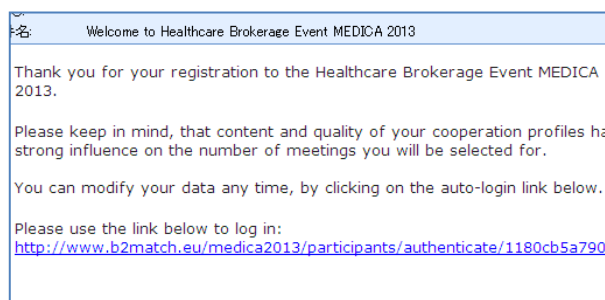 名: Welcome to Healthcare Brokerage Event MEDICA 2013
Thank you for your registration to the Healthcare Brokerage Event MEDICA
2013.
Please keep in mind, that content and quality of your cooperation profiles
strong influence on the number of meetings you will be selected for.
You can modify your data any time, by clicking on the auto-login link below.
Please use the link below to log in:
http://www.b2match.eu/medica2013/participants/authenticate/1180cb5a790